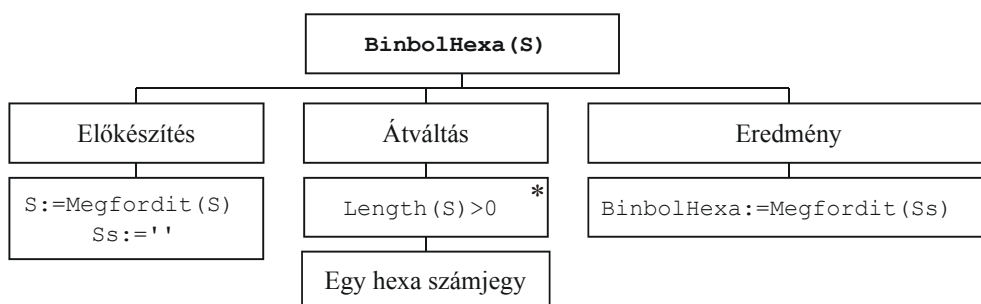 BinbolHexa(S)
Előkészítés
Átváltás
Eredmény
S:=Megfordit(S)
Ss:=''
Length(S)>0
*
BinbolHexa:=Megfordit(Ss)
Egy hexa számjegy